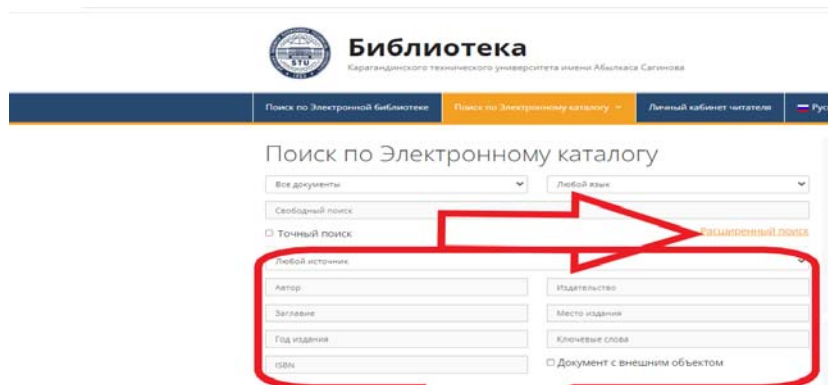 Библиотека
Карагандинского технического университета имени Абылкаса Сагинова
STU
Поиск по Электронной библиотеке Поиск по Электронному каталогу Личный кабинет читателя Рус
Поиск по Электронному каталогу
Все документы Любой язык
Свободный поиск
Точный поиск Расширенный поиск
Любой источник
Автор Издательство
Заглавие Место издания
Год издания Ключевые слова
ISBN Документ с внешним объектом